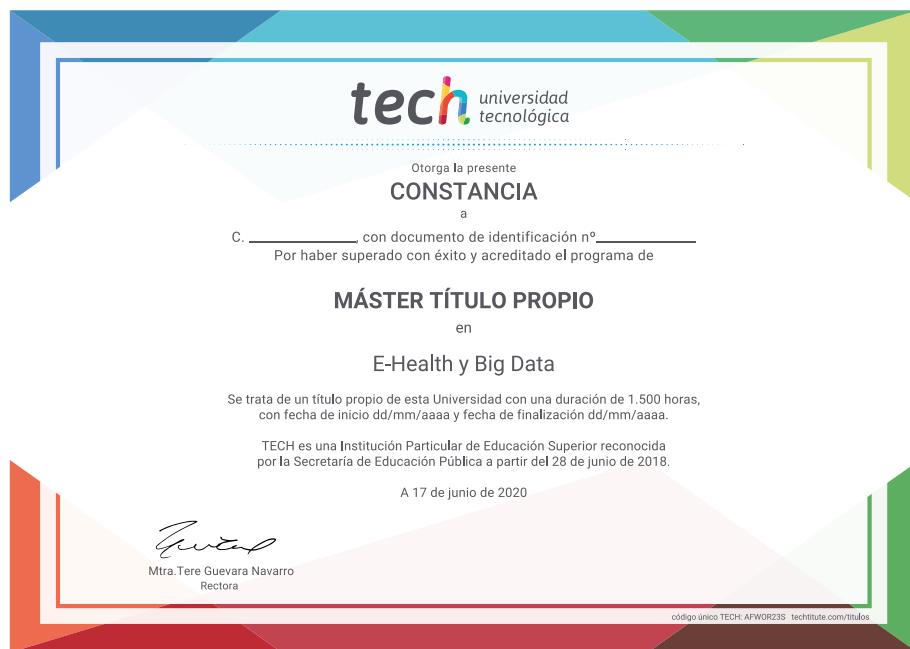 tech universidad
tecnológica
Otorga la presente
CONSTANCIA
a
C. ______________, con documento de identificación nº_____________
Por haber superado con éxito y acreditado el programa de
MÁSTER TÍTULO PROPIO
en
E-Health y Big Data
Se trata de un título propio de esta Universidad con una duración de 1.500 horas,
con fecha de inicio dd/mm/aaaa y fecha de finalización dd/mm/aaaa.
TECH es una Institución Particular de Educación Superior reconocida
por la Secretaría de Educación Pública a partir del 28 de junio de 2018.
A 17 de junio de 2020
Mtra.Tere Guevara Navarro
Rectora
código único TECH: AFWOR23S techtitute.com/titulos